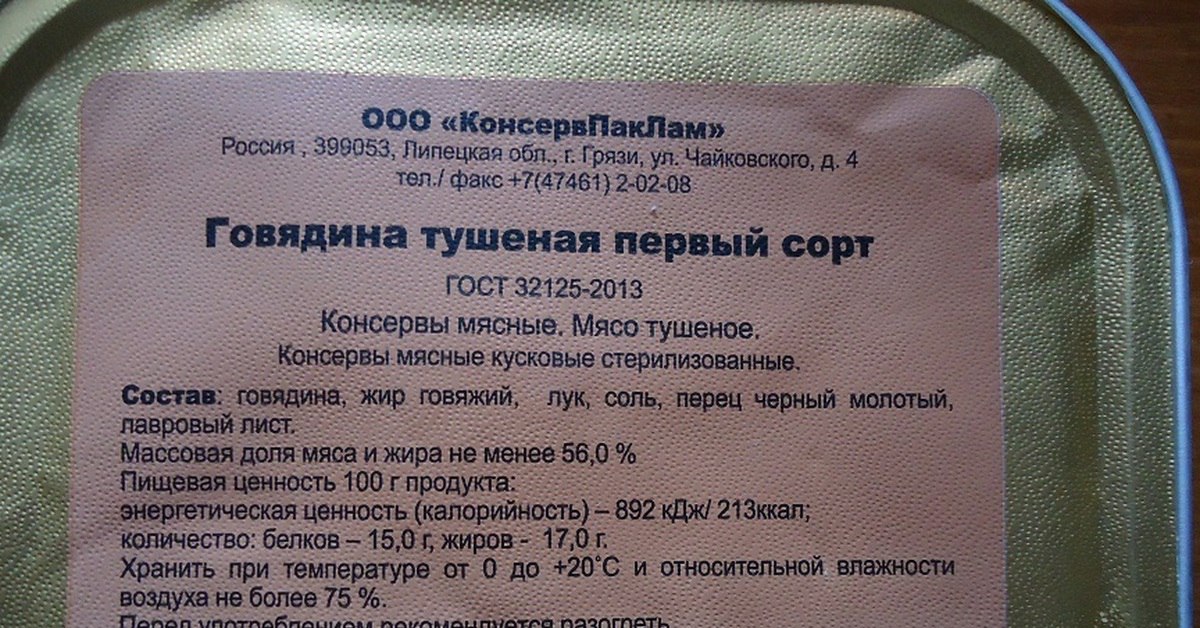 ООО «КонсервПакЛам»
Россия , 399053, Липецкая обл., г. Грязи, ул. Чайковского, д. 4
тел./ факс +7(47461) 2-02-08
Говядина тушеная первый сорт
ГОСТ 32125-2013
Консервы мясные. Мясо тушеное.
Консервы мясные кусковые стерилизованные.
Состав: говядина, жир говяжий, лук, соль, перец черный молотый,
лавровый лист.
Массовая доля мяса и жира не менее 56,0 %
Пищевая ценность 100 г продукта:
энергетическая ценность (калорийность) – 892 кДж/ 213ккал;
количество: белков – 15,0 г, жиров - 17,0 г.
Хранить при температуре от 0 до +20°С и относительной влажности
воздуха не более 75 %.
Перед употреблением рекомендуется разогреть